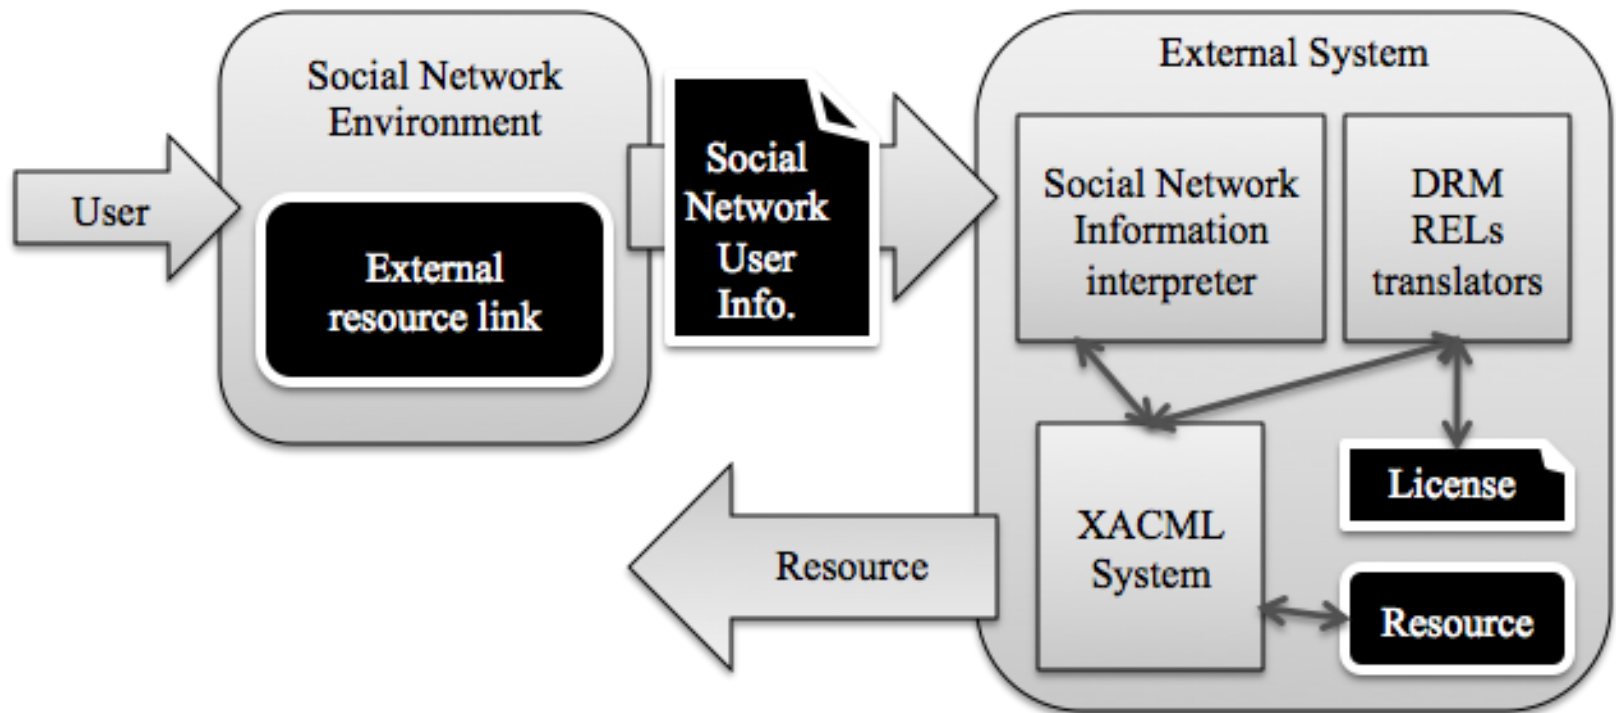 Social Network
Environment
User
External
resource link
Social
Network
User
Info.
External System
Social Network
Information
interpreter
DRM
RELs
translators
License
XACML
System
Resource
Resource